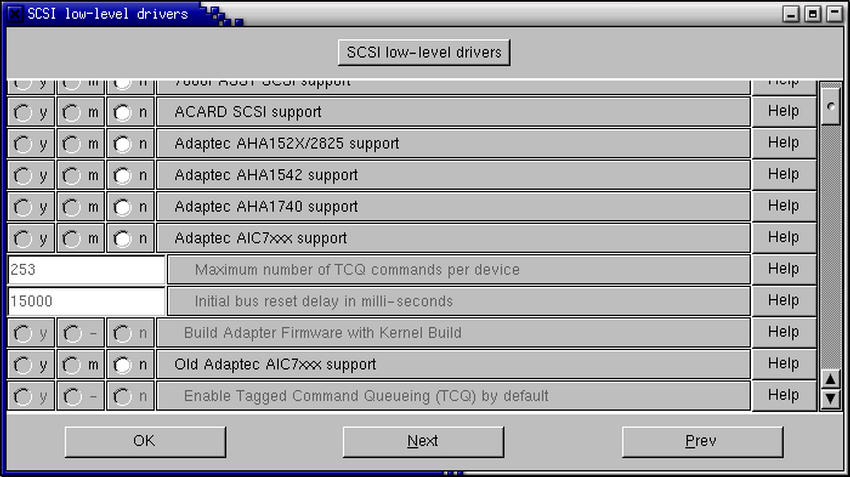 SCSI low-level drivers
SCSI low-level drivers
y m n 7000FASST SCSI support Help
y m n ACARD SCSI support Help
y m n Adaptec AHA152X/2825 support Help
y m n Adaptec AHA1542 support Help
y m n Adaptec AHA1740 support Help
y m n Adaptec AIC7xxx support Help
253 Maximum number of TCQ commands per device Help
15000 Initial bus reset delay in milli-seconds Help
y - n Build Adapter Firmware with Kernel Build Help
y m n Old Adaptec AIC7xxx support Help
y - n Enable Tagged Command Queueing (TCQ) by default Help
OK Next Prev